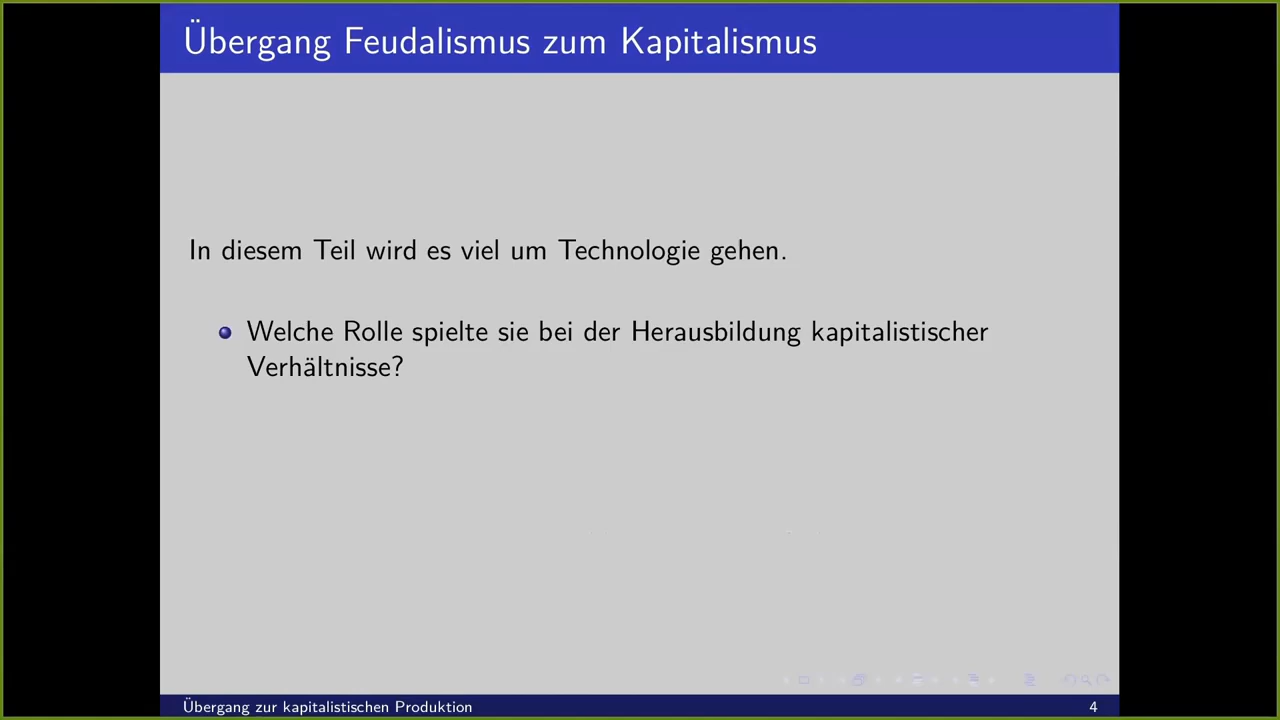 Übergang Feudalismus zum Kapitalismus
In diesem Teil wird es viel um Technologie gehen.
Welche Rolle spielte sie bei der Herausbildung kapitalistischer
Verhältnisse?
Übergang zur kapitalistischen Produktion
4